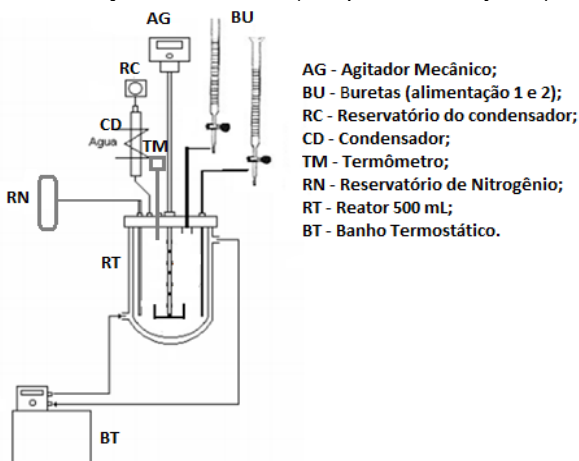 AG
BU
RC
CD
Agua
TM
RN
RT
BT
AG - Agitador Mecânico;
BU - Buretas (alimentação 1 e 2);
RC - Reservatório do condensador;
CD - Condensador;
TM - Termômetro;
RN - Reservatório de Nitrogênio;
RT - Reator 500 mL;
BT - Banho Termostático.